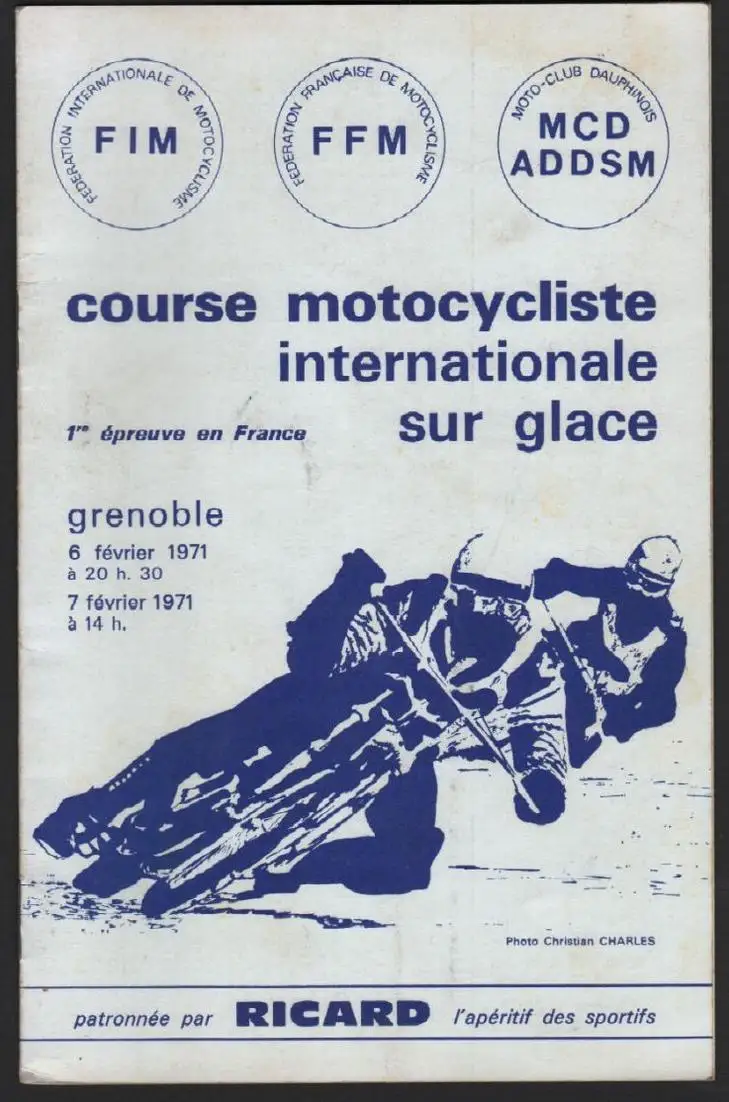 FEDERATION INTERNATIONALE DE MOTOCYCLISME
FIM
FEDERATION FRANÇAISE DE MOTOCYCLISME
FFM
MOTO-CLUB DAUPHINOIS
MCD
ADDSM
course motocycliste
internationale
1re épreuve en France
sur glace
grenoble
6 février 1971
à 20 h. 30
7 février 1971
à 14 h.
Photo Christian CHARLES
patronnée par RICARD l'apéritif des sportifs